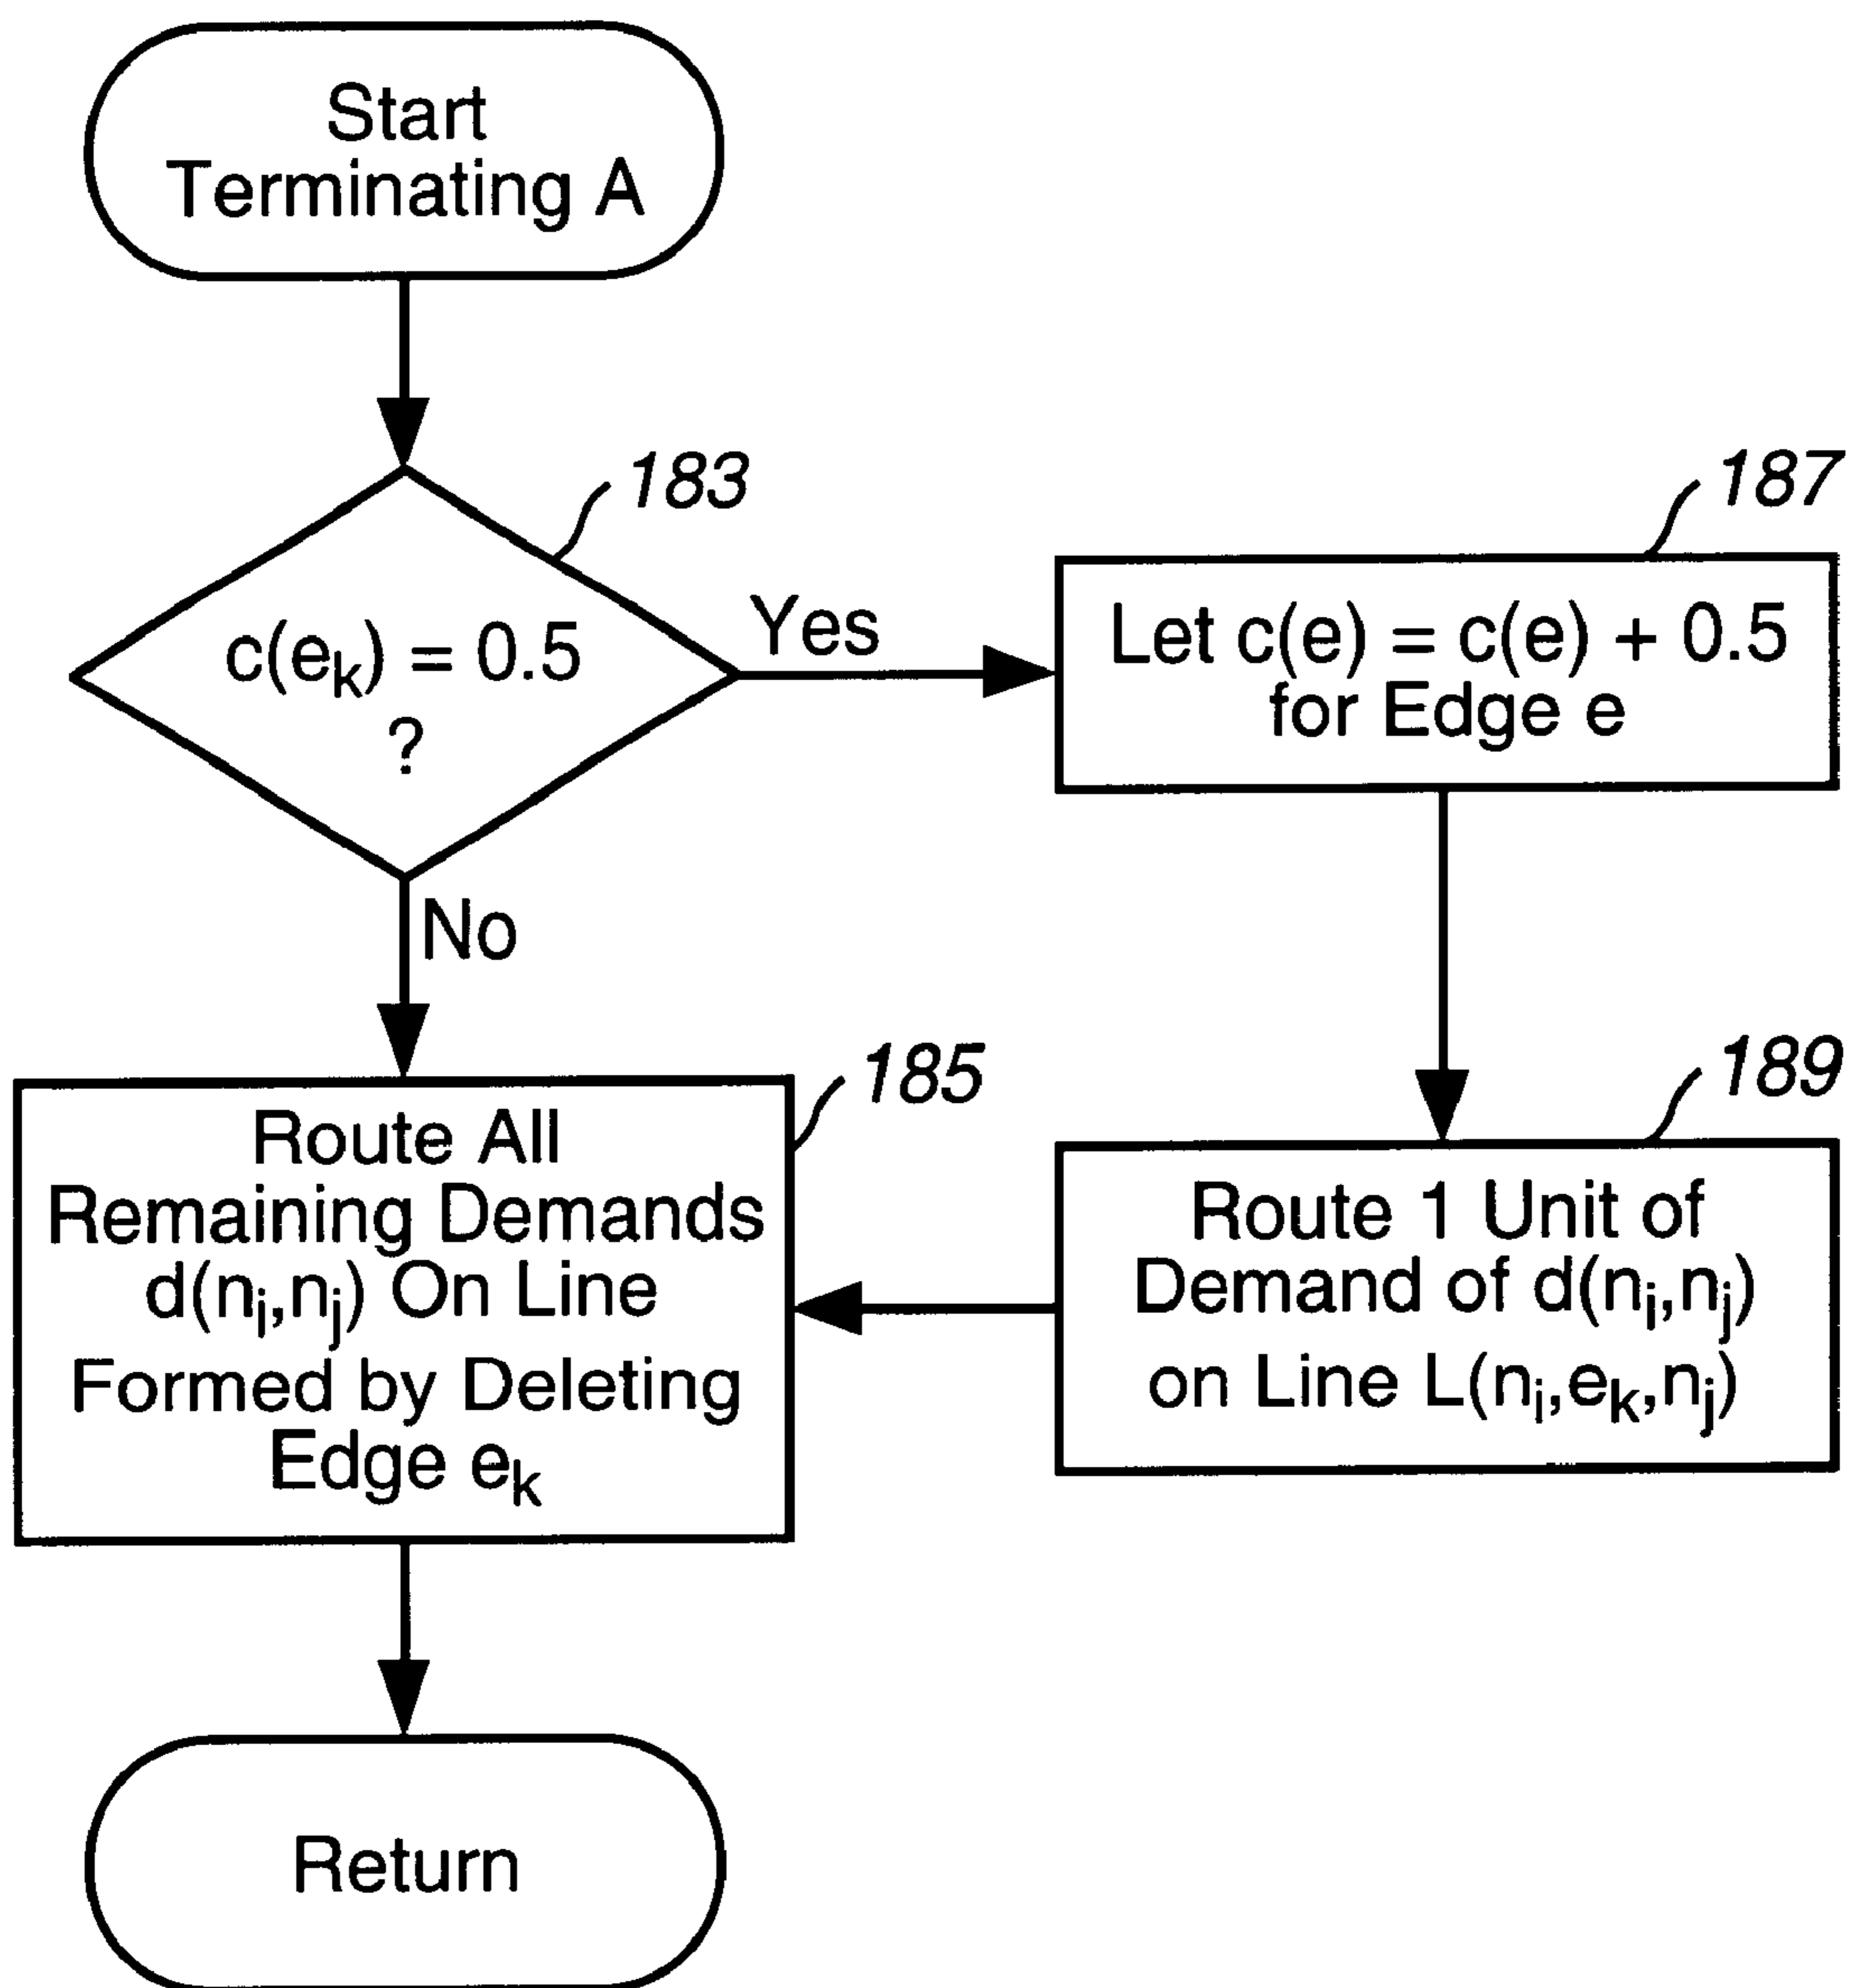 Start
Terminating A
183
c(eₖ) = 0.5
?
Yes
No
187
Let c(e) = c(e) + 0.5
for Edge e
189
Route 1 Unit of
Demand of d(nᵢ,nⱼ)
on Line L(nᵢ,eₖ,nⱼ)
185
Route All
Remaining Demands
d(nᵢ,nⱼ) On Line
Formed by Deleting
Edge eₖ
Return